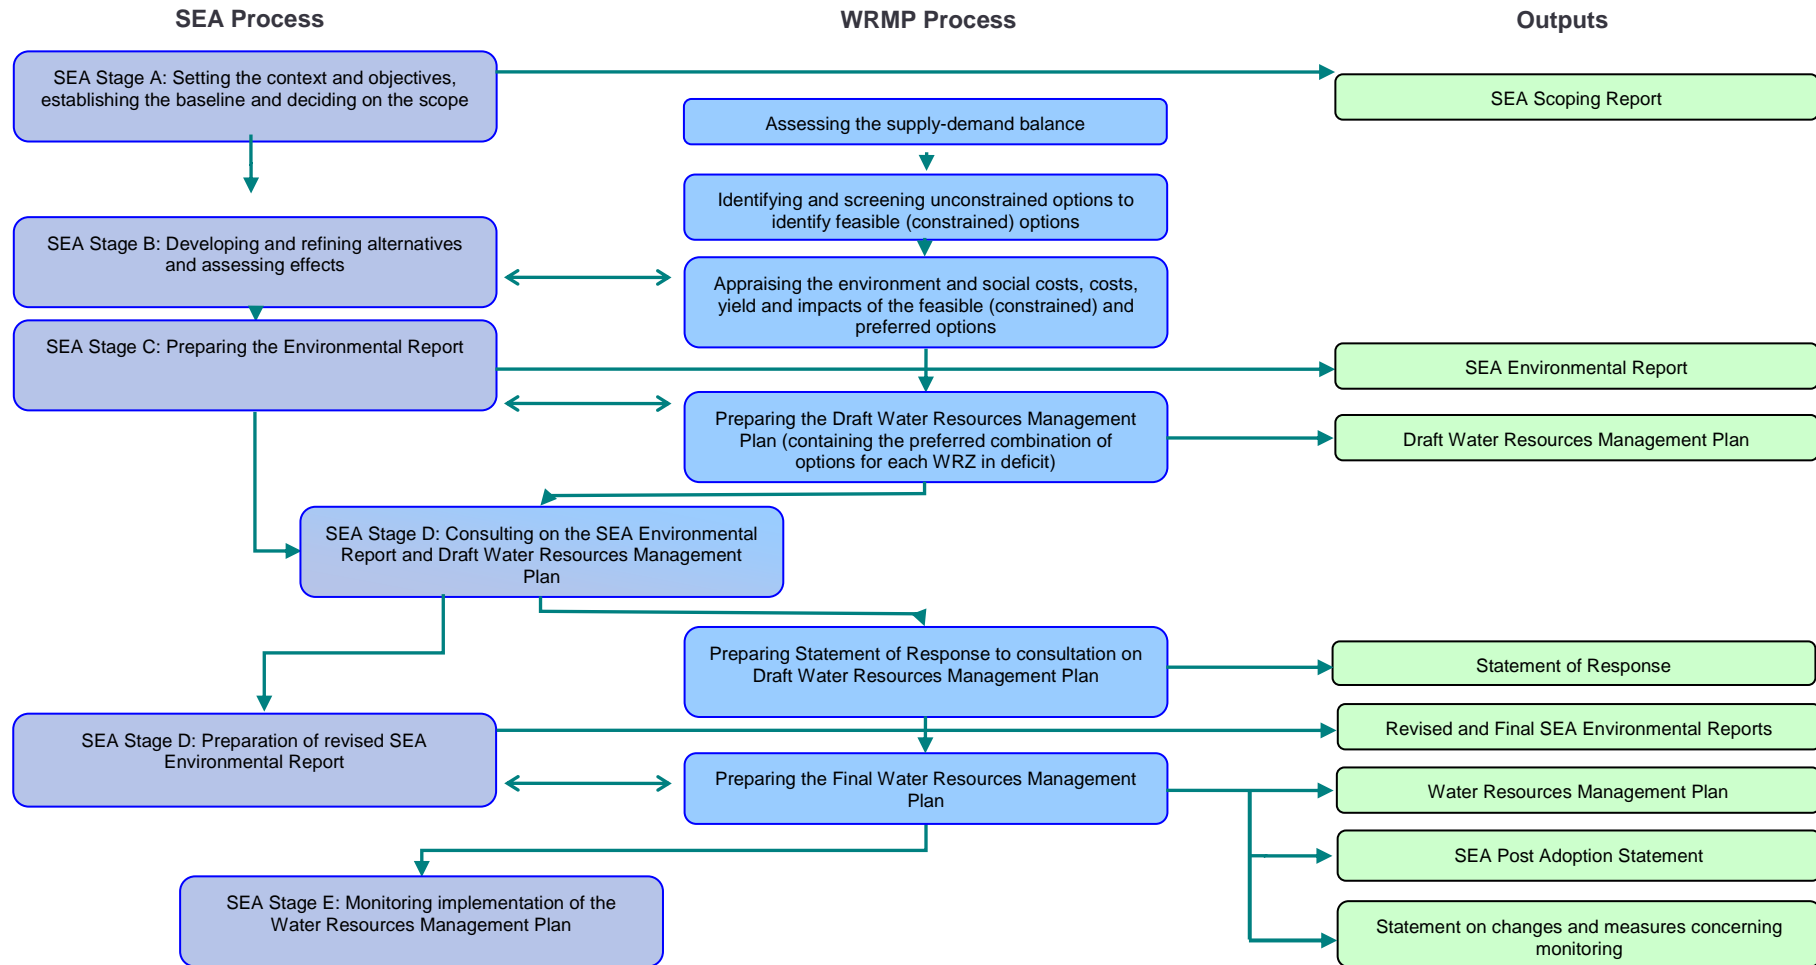 SEA Process
WRMP Process
Outputs
SEA Stage A: Setting the context and objectives,
establishing the baseline and deciding on the scope
SEA Scoping Report
Assessing the supply-demand balance
Identifying and screening unconstrained options to
identify feasible (constrained) options
SEA Stage B: Developing and refining alternatives
and assessing effects
Appraising the environment and social costs, costs,
yield and impacts of the feasible (constrained) and
preferred options
SEA Stage C: Preparing the Environmental Report
SEA Environmental Report
Preparing the Draft Water Resources Management
Plan (containing the preferred combination of
options for each WRZ in deficit)
Draft Water Resources Management Plan
SEA Stage D: Consulting on the SEA Environmental
Report and Draft Water Resources Management
Plan
Preparing Statement of Response to consultation on
Draft Water Resources Management Plan
Statement of Response
SEA Stage D: Preparation of revised SEA
Environmental Report
Revised and Final SEA Environmental Reports
Preparing the Final Water Resources Management
Plan
Water Resources Management Plan
SEA Post Adoption Statement
SEA Stage E: Monitoring implementation of the
Water Resources Management Plan
Statement on changes and measures concerning
monitoring